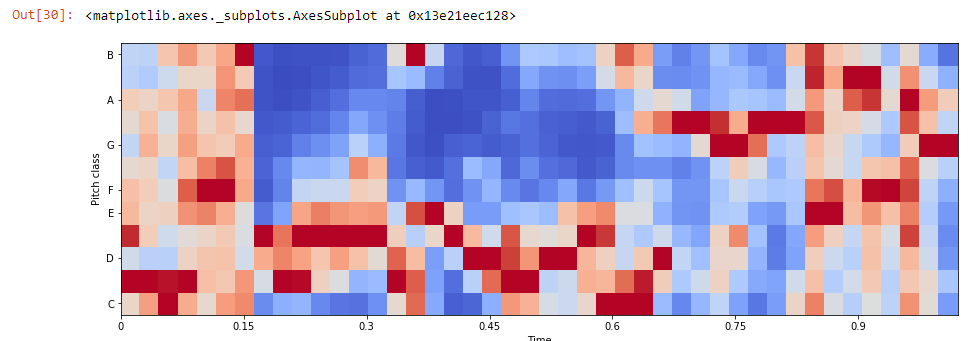 Out[30]: <matplotlib.axes._subplots.AxesSubplot at 0x13e21eec128>
B
A
G
F
E
D
C
Pitch class
0 0.15 0.3 0.45 0.6 0.75 0.9
Time